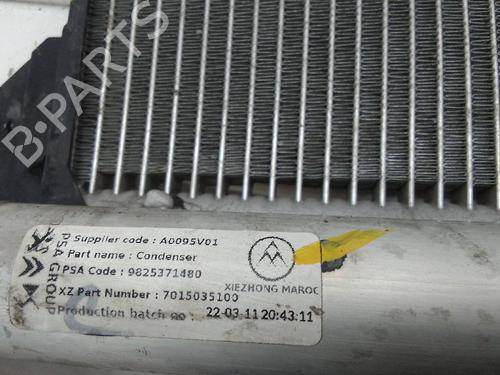 B-PARTS
PSA GROUP
Supplier code : A0095V01
Part name : Condenser
PSA Code : 9825371480
XZ Part Number : 7015035100
Production batch no : 22-03-11 20:43:11
XIEZHONG MAROC